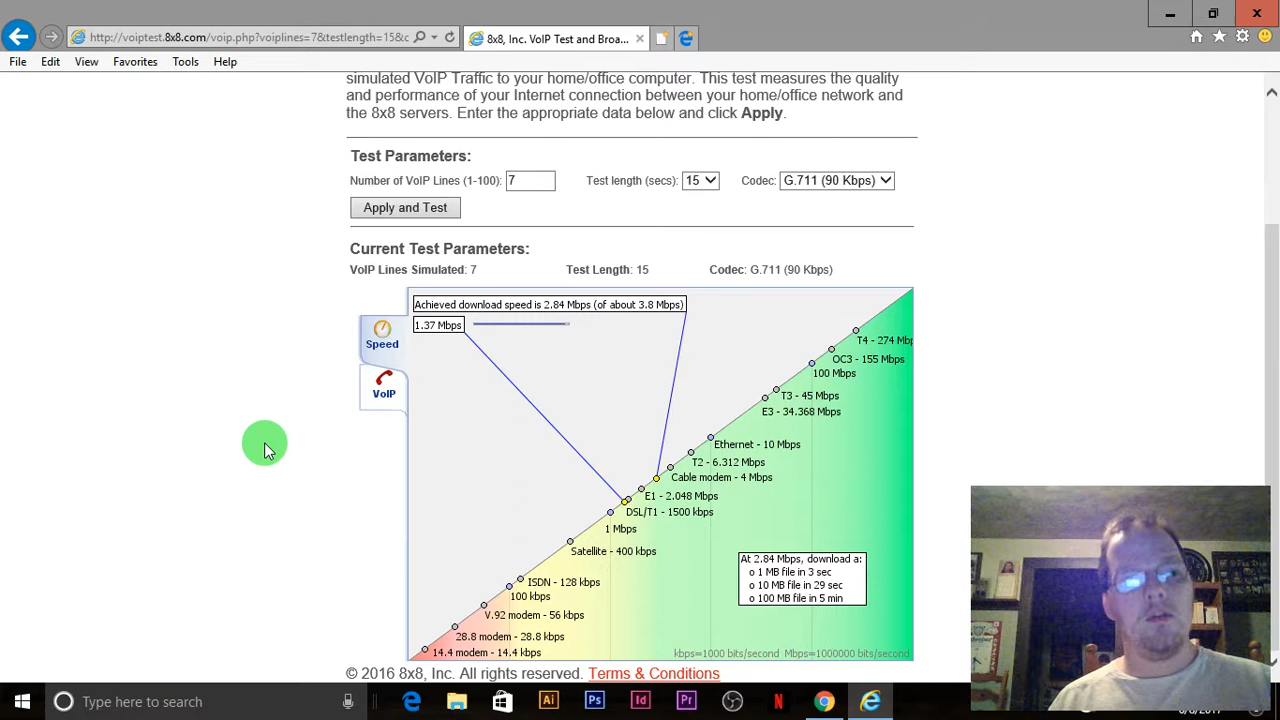 http://voiptest.8x8.com/voip.php?voiplines=7&testlength=15&c
8x8, Inc. VoIP Test and Broa...
File Edit View Favorites Tools Help
simulated VoIP Traffic to your home/office computer. This test measures the quality
and performance of your Internet connection between your home/office network and
the 8x8 servers. Enter the appropriate data below and click Apply.
Test Parameters:
Number of VoIP Lines (1-100): 7 Test length (secs): 15 Codec: G.711 (90 Kbps)
Apply and Test
Current Test Parameters:
VoIP Lines Simulated: 7 Test Length: 15 Codec: G.711 (90 Kbps)
Achieved download speed is 2.84 Mbps (of about 3.8 Mbps)
1.37 Mbps
Speed
VoIP
T4 - 274 Mbp
OC3 - 155 Mbps
100 Mbps
T3 - 45 Mbps
E3 - 34.368 Mbps
Ethernet - 10 Mbps
T2 - 6.312 Mbps
Cable modem - 4 Mbps
E1 - 2.048 Mbps
DSL/T1 - 1500 kbps
1 Mbps
Satellite - 400 kbps
ISDN - 128 kbps
100 kbps
V.92 modem - 56 kbps
28.8 modem - 28.8 kbps
14.4 modem - 14.4 kbps
At 2.84 Mbps, download a:
o 1 MB file in 3 sec
o 10 MB file in 29 sec
o 100 MB file in 5 min
kbps=1000 bits/second Mbps=1000000 bits/second
© 2016 8x8, Inc. All rights reserved. Terms & Conditions
Type here to search
Ai Ps Id Pr N